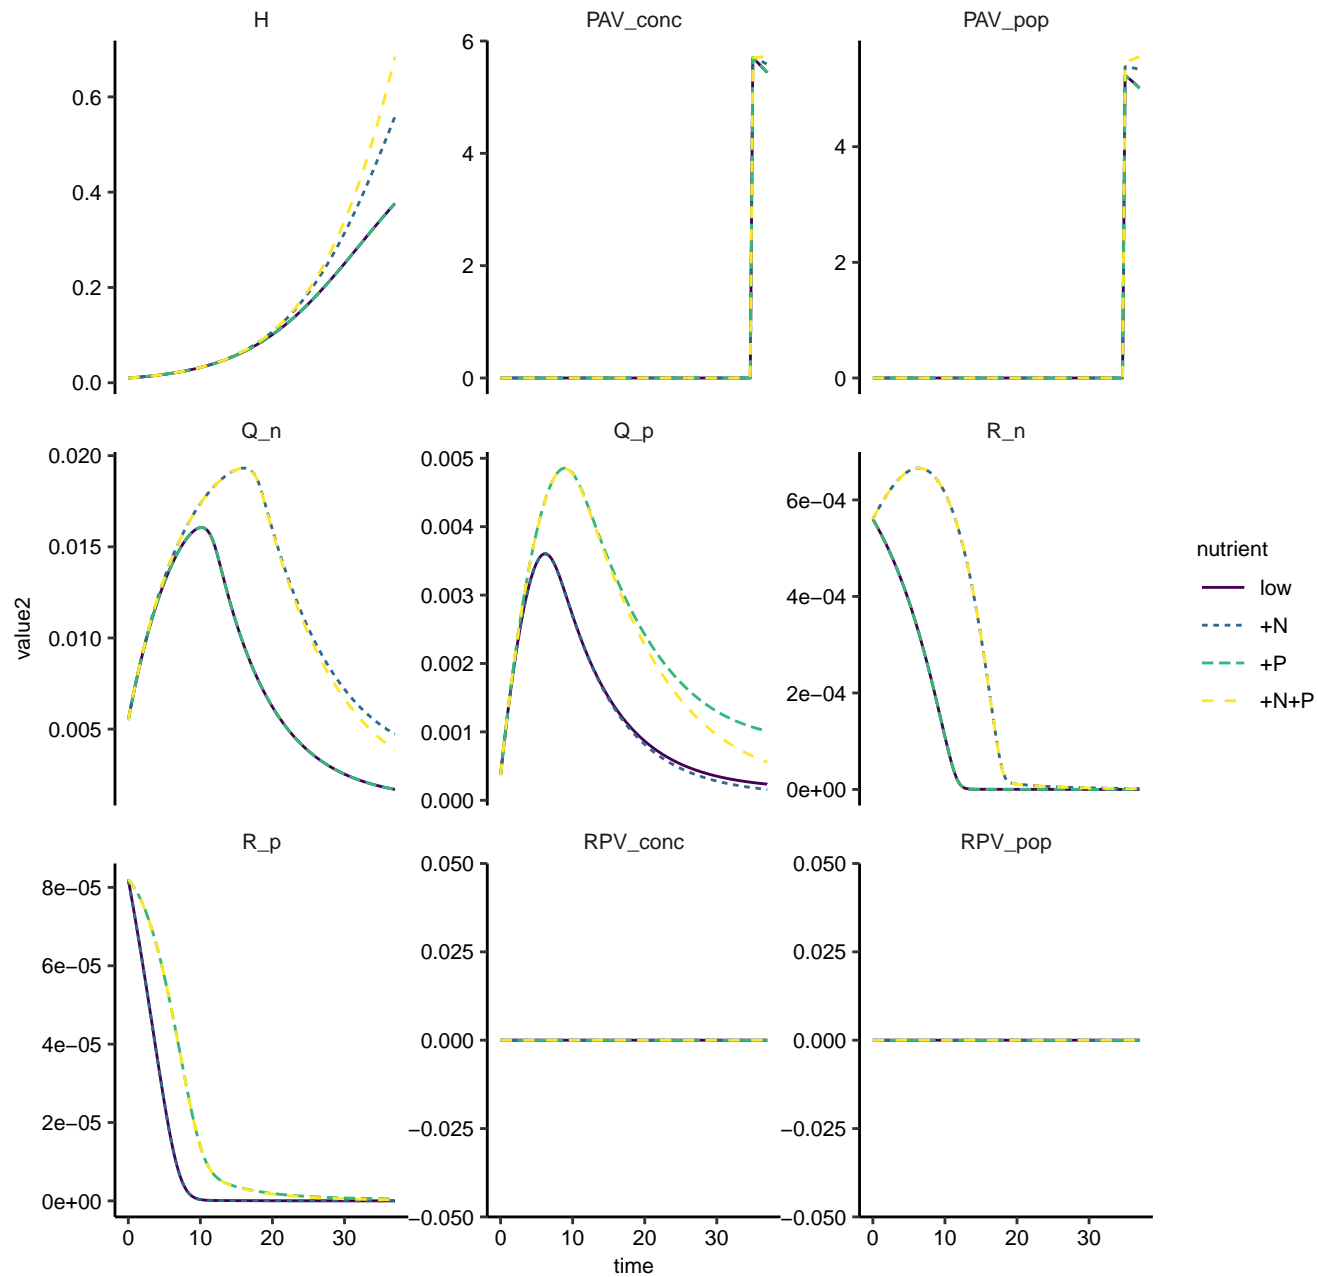 H
PAV_conc
PAV_pop
0.6
0.4
0.2
0.0
6
4
2
0
4
2
0
Q_n
Q_p
R_n
0.020
0.015
0.010
0.005
0.005
0.004
0.003
0.002
0.001
0.000
6e−04
4e−04
2e−04
0e+00
value2
nutrient
low
+N
+P
+N+P
R_p
RPV_conc
RPV_pop
8e−05
6e−05
4e−05
2e−05
0e+00
0.050
0.025
0.000
−0.025
−0.050
0.050
0.025
0.000
−0.025
−0.050
0 10 20 30
0 10 20 30
0 10 20 30
time